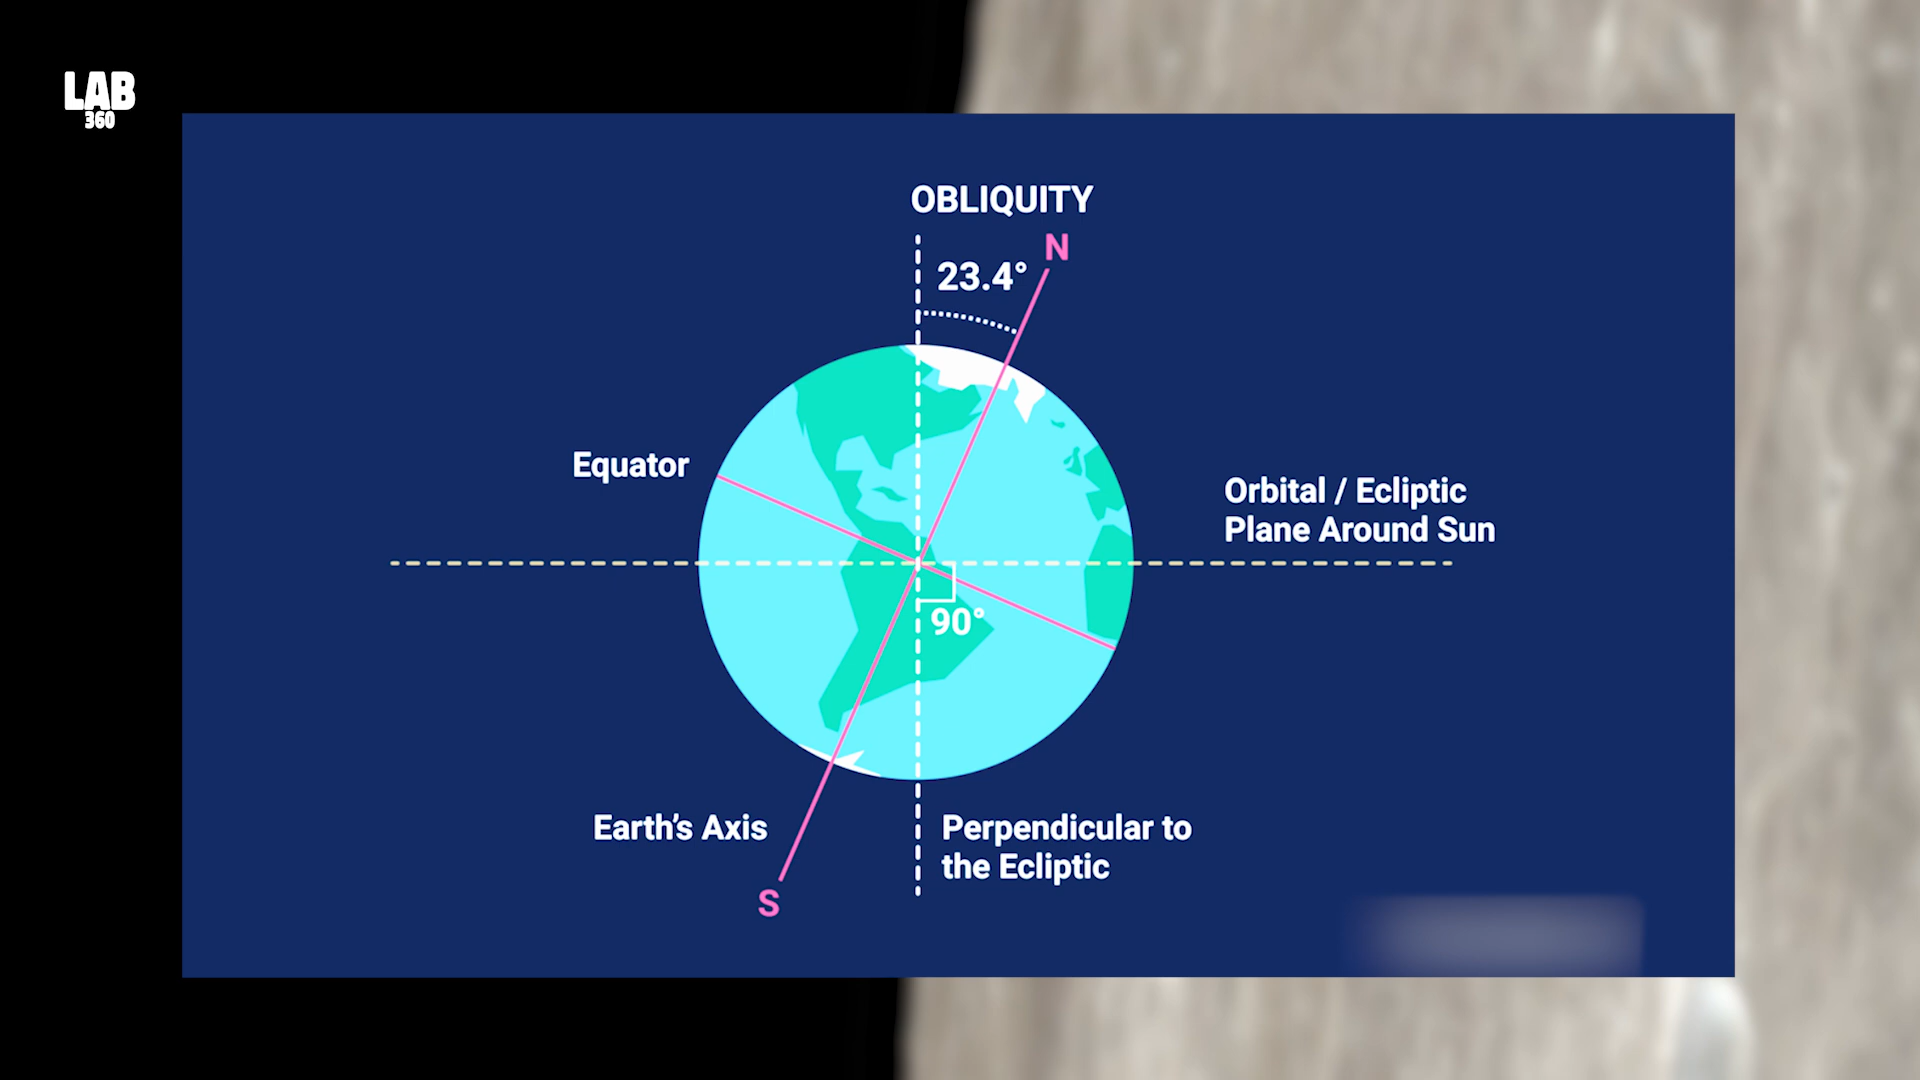 LAB
360
OBLIQUITY
N
23.4°
Equator
Orbital / Ecliptic
Plane Around Sun
90°
Earth's Axis
Perpendicular to
the Ecliptic
S